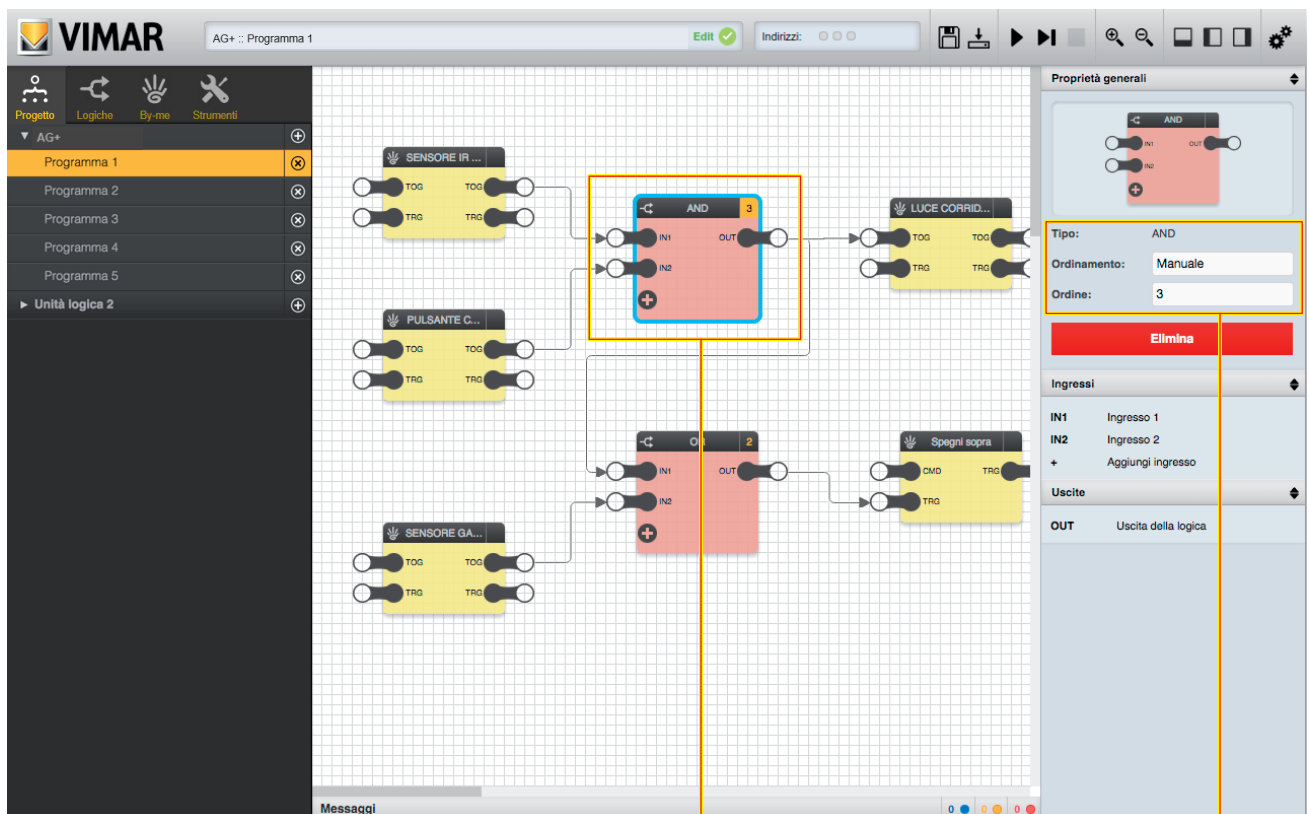 VIMAR
AG+ :: Programma 1
Edit
Indirizzi:
Progetto Logiche By-me Strumenti
AG+
Programma 1
Programma 2
Programma 3
Programma 4
Programma 5
Unità logica 2
SENSORE IR ...
TOG TOG
TRG TRG
PULSANTE C...
TOG TOG
TRG TRG
SENSORE GA...
TOG TOG
TRG TRG
AND 3
IN1 OUT
IN2
OR 2
IN1 OUT
IN2
LUCE CORRID...
TOG TOG
TRG TRG
Spegni sopra
CMD TRG
TRG
Messaggi
0 0 0
Proprietà generali
AND
IN1 OUT
IN2
Tipo: AND
Ordinamento: Manuale
Ordine: 3
Elimina
Ingressi
IN1 Ingresso 1
IN2 Ingresso 2
+ Aggiungi ingresso
Uscite
OUT Uscita della logica